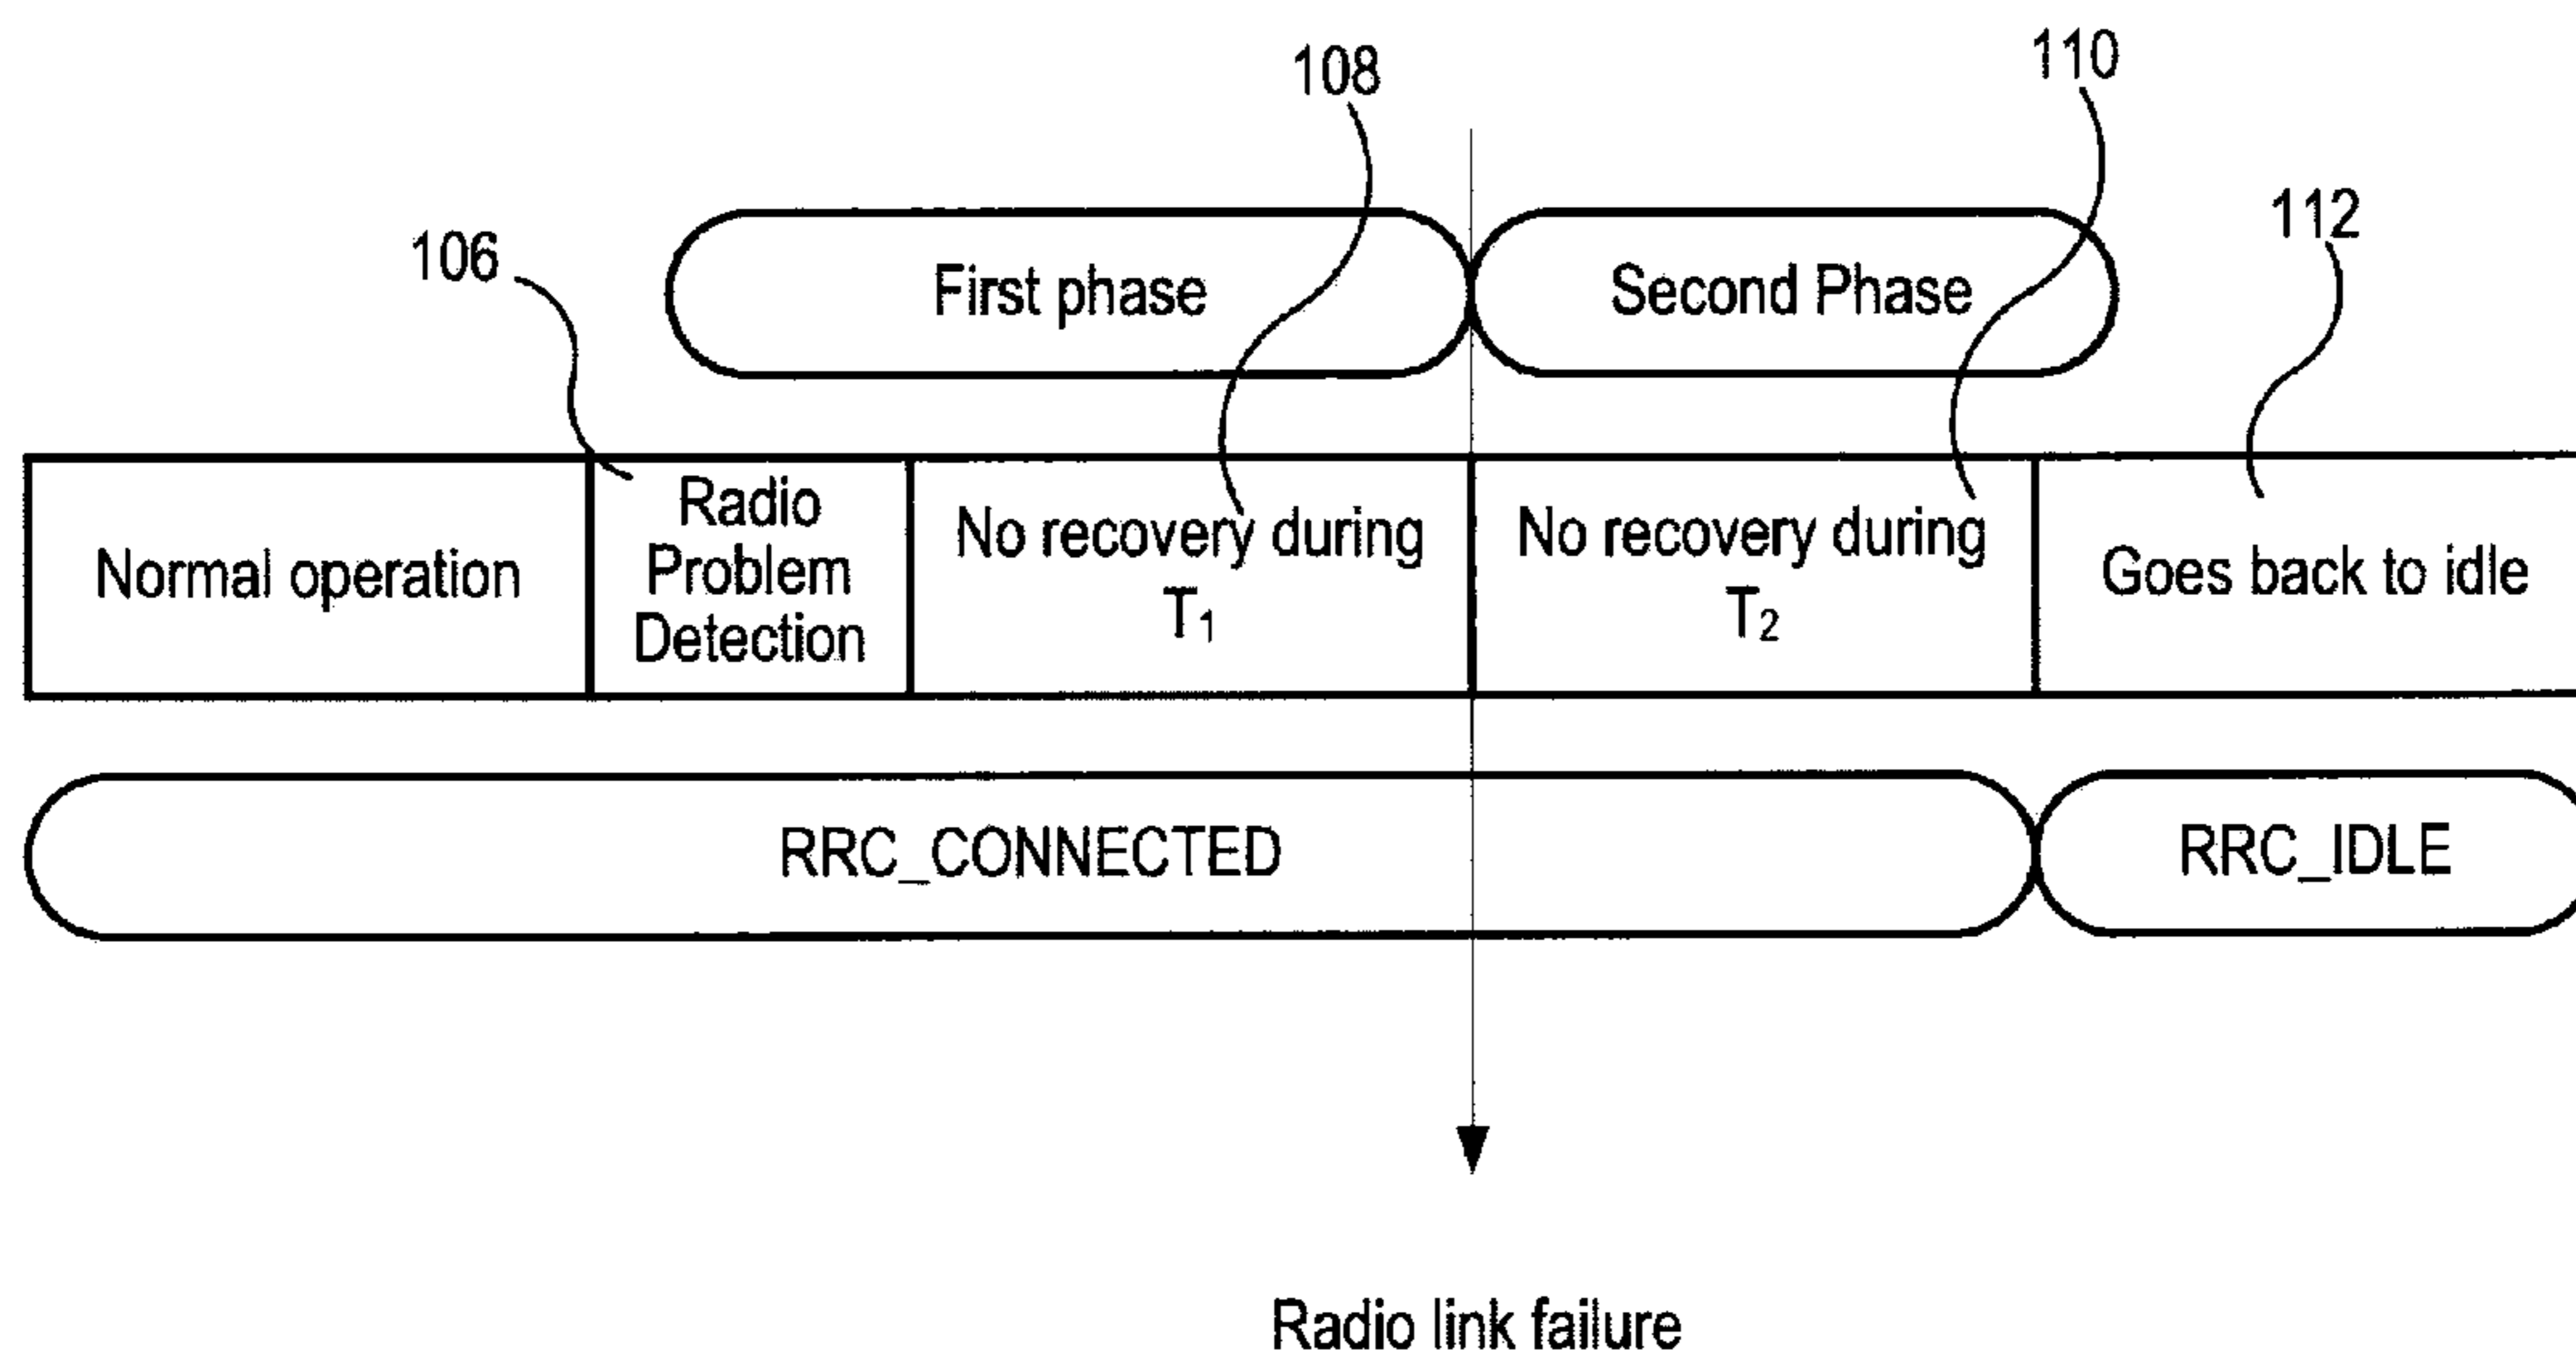 108
110
106
112
First phase
Second Phase
Normal operation
Radio
Problem
Detection
No recovery during
T₁
No recovery during
T₂
Goes back to idle
RRC_CONNECTED
RRC_IDLE
Radio link failure